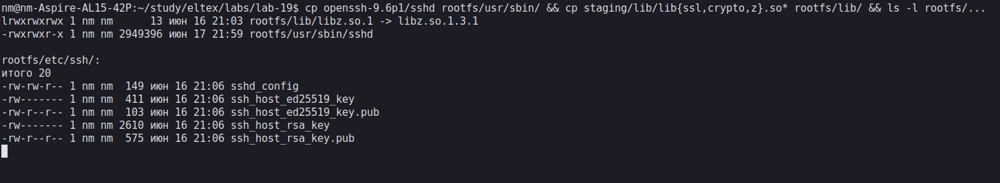 nm@nm-Aspire-AL15-42P:~/study/eltex/labs/lab-19$ cp openssh-9.6p1/sshd rootfs/usr/sbin/ && cp staging/lib/lib{ssl,crypto,z}.so* rootfs/lib/ && ls -l rootfs/...
lrwxrwxrwx 1 nm nm      13 июн 16 21:03 rootfs/lib/libz.so.1 -> libz.so.1.3.1
-rwxrwxr-x 1 nm nm 2949396 июн 17 21:59 rootfs/usr/sbin/sshd

rootfs/etc/ssh/:
итого 20
-rw-rw-r-- 1 nm nm  149 июн 16 21:06 sshd_config
-rw------- 1 nm nm  411 июн 16 21:06 ssh_host_ed25519_key
-rw-r--r-- 1 nm nm  103 июн 16 21:06 ssh_host_ed25519_key.pub
-rw------- 1 nm nm 2610 июн 16 21:06 ssh_host_rsa_key
-rw-r--r-- 1 nm nm  575 июн 16 21:06 ssh_host_rsa_key.pub